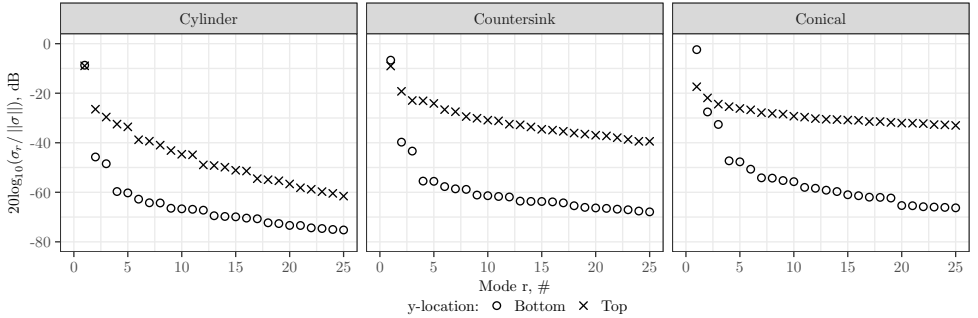 Cylinder Countersink Conical
20log10(σr/ ||σ||), dB
0
-20
-40
-60
-80
0 5 10 15 20 25 0 5 10 15 20 25 0 5 10 15 20 25
Mode r, #
y-location: Bottom Top